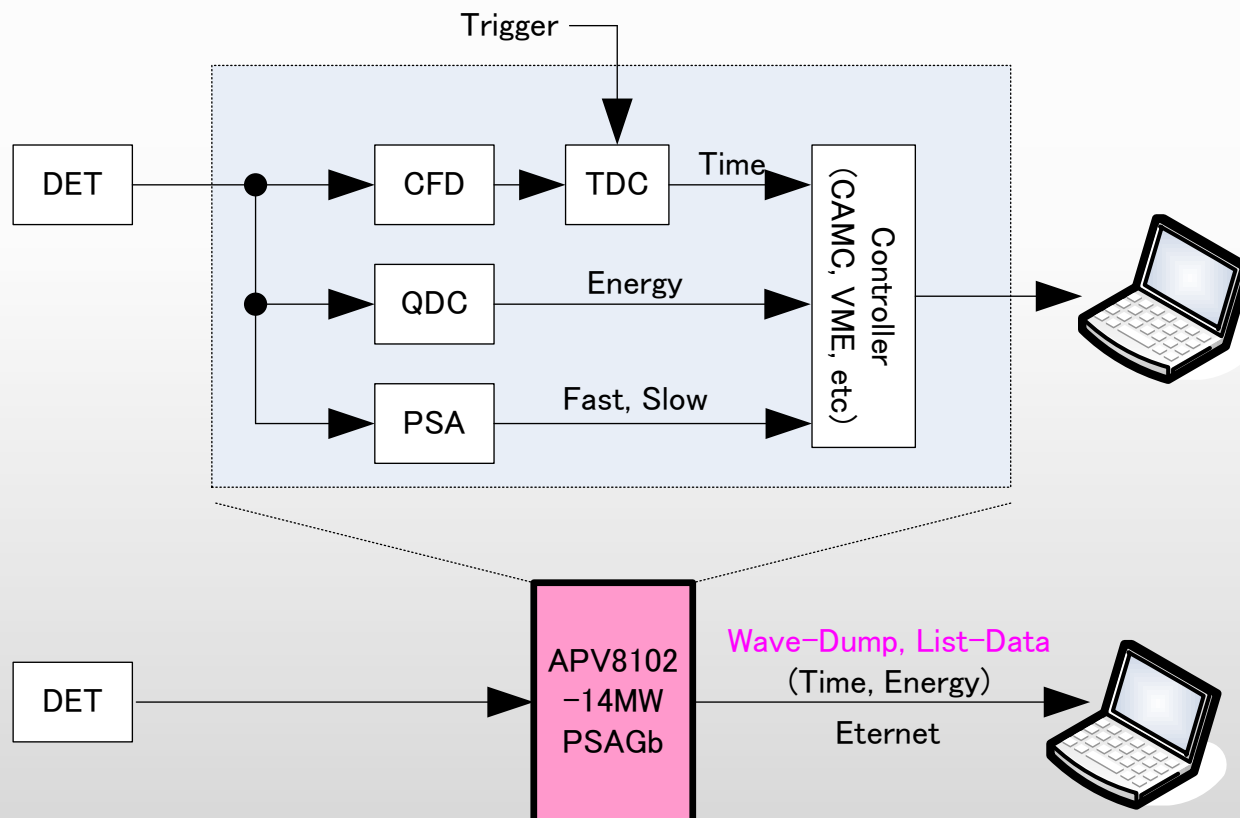 Trigger
DET
CFD
TDC
Time
QDC
Energy
PSA
Fast, Slow
Controller
(CAMC, VME, etc)
DET
APV8102
-14MW
PSAGb
Wave-Dump, List-Data
(Time, Energy)
Eternet